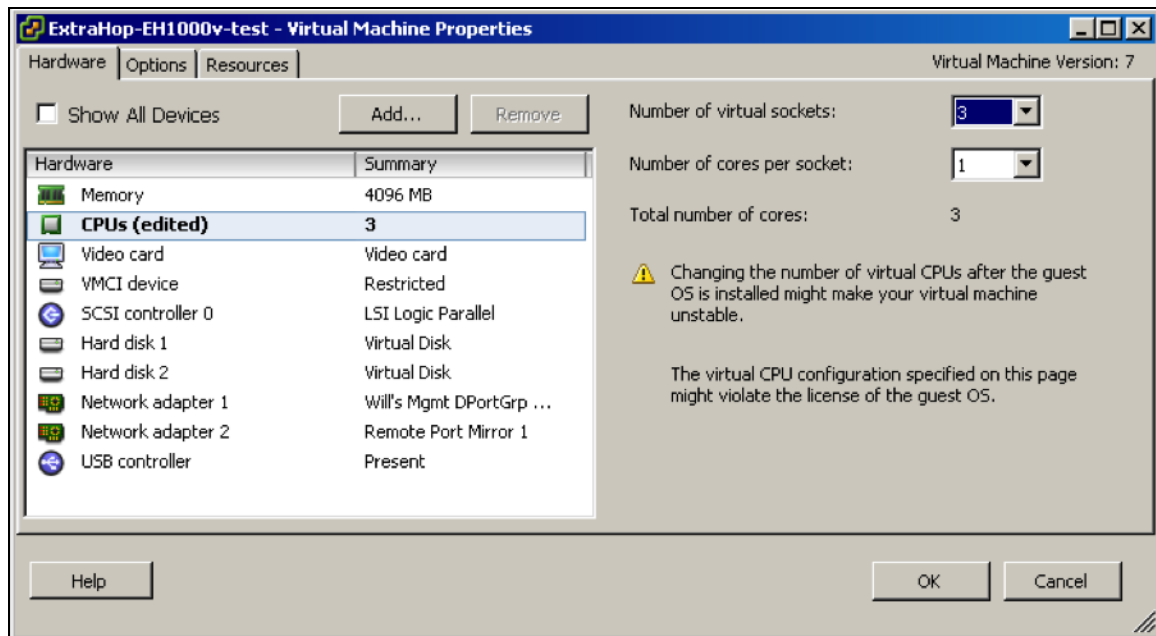 ExtraHop-EH1000v-test - Virtual Machine Properties
Hardware Options Resources Virtual Machine Version: 7
Show All Devices Add... Remove
Hardware Summary
Memory 4096 MB
CPUs (edited) 3
Video card Video card
VMCI device Restricted
SCSI controller 0 LSI Logic Parallel
Hard disk 1 Virtual Disk
Hard disk 2 Virtual Disk
Network adapter 1 Will's Mgmt DPortGrp ...
Network adapter 2 Remote Port Mirror 1
USB controller Present
Number of virtual sockets: 3
Number of cores per socket: 1
Total number of cores: 3
Changing the number of virtual CPUs after the guest
OS is installed might make your virtual machine
unstable.
The virtual CPU configuration specified on this page
might violate the license of the guest OS.
Help OK Cancel